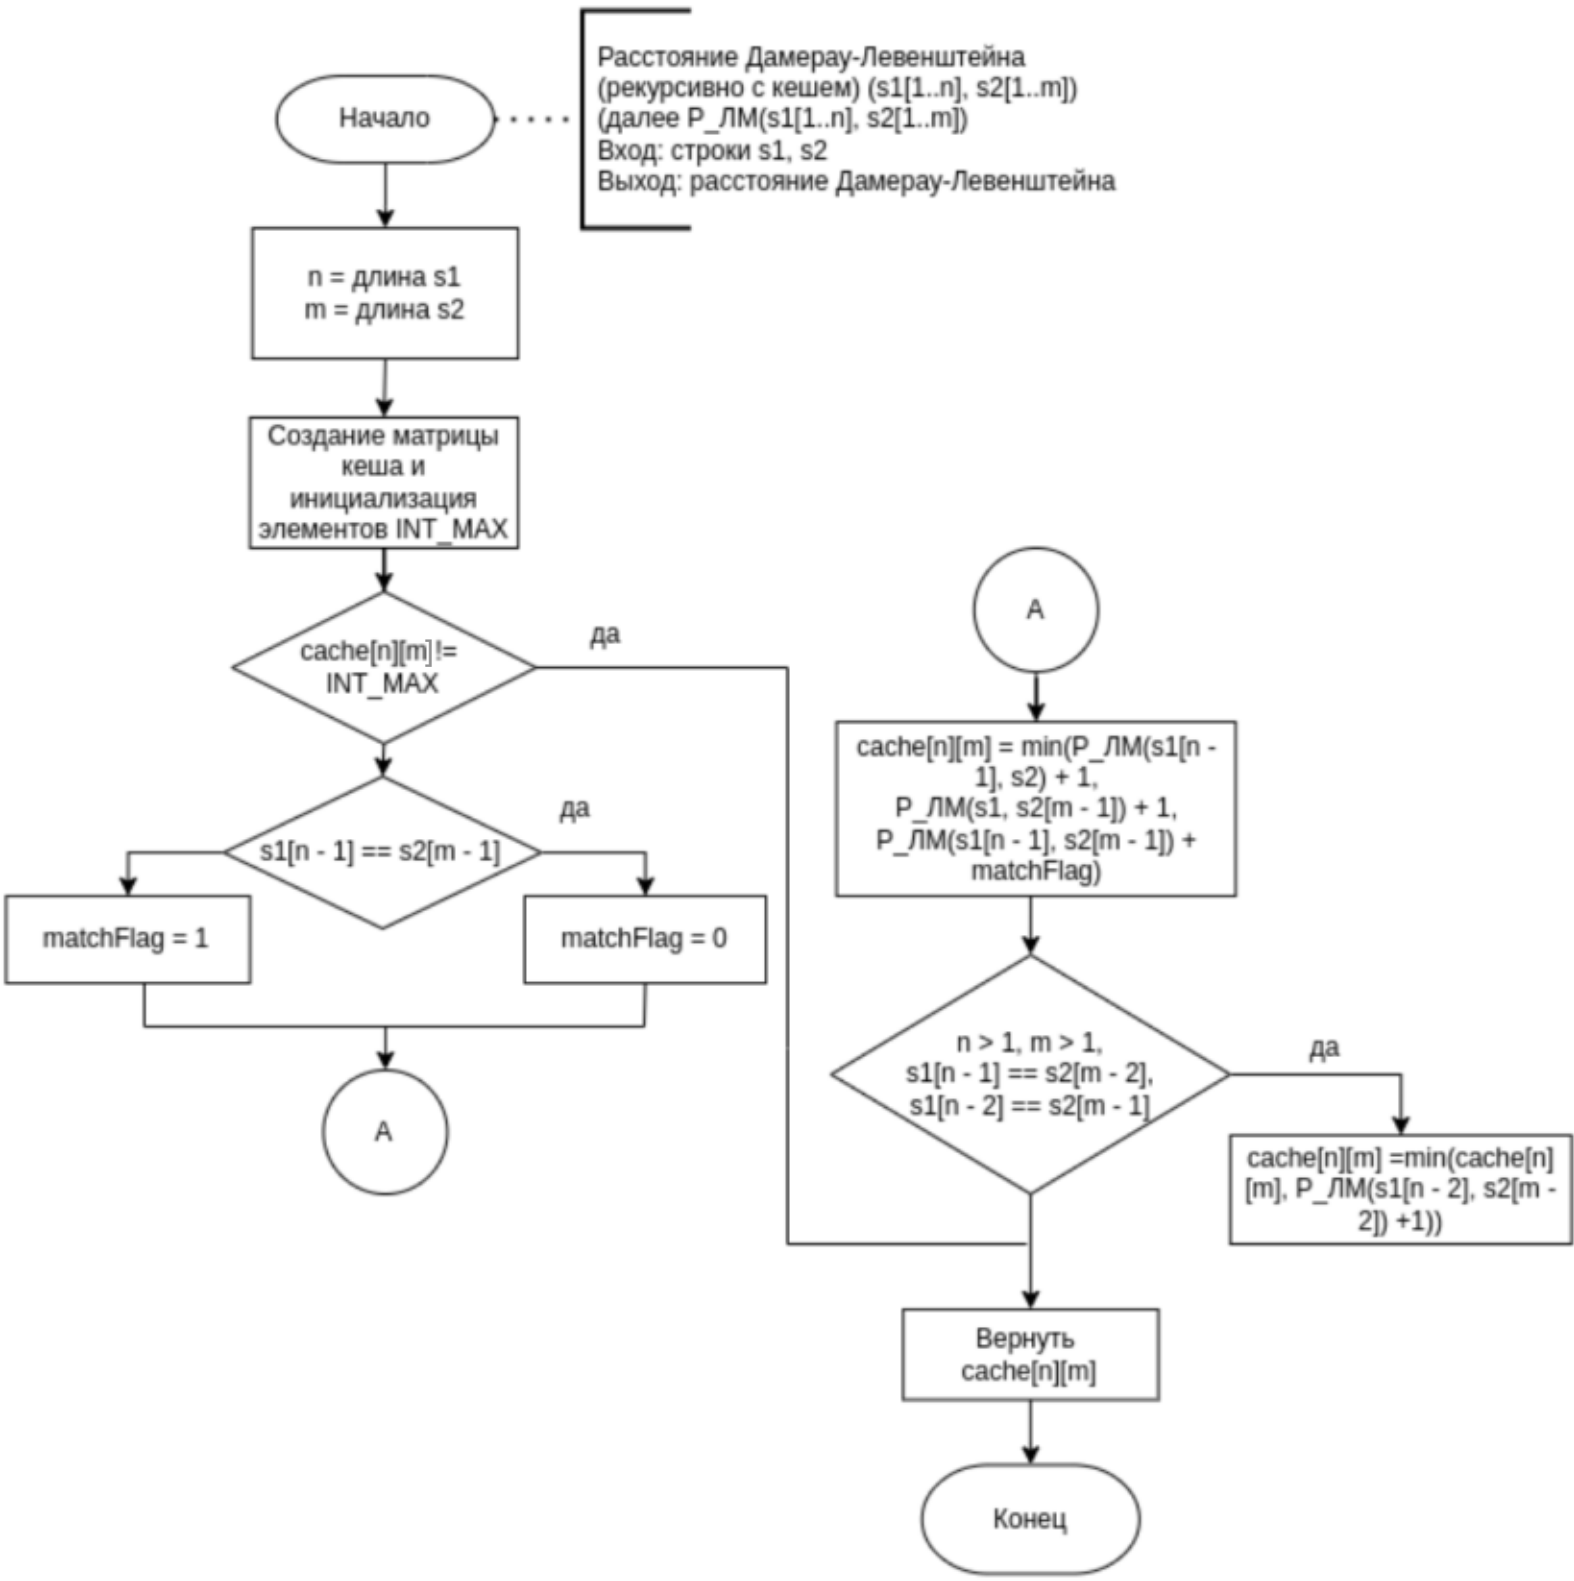 Начало
Расстояние Дамерау-Левенштейна
(рекурсивно с кешем) (s1[1..n], s2[1..m])
(далее Р_ЛМ(s1[1..n], s2[1..m])
Вход: строки s1, s2
Выход: расстояние Дамерау-Левенштейна
n = длина s1
m = длина s2
Создание матрицы
кеша и
инициализация
элементов INT_MAX
cache[n][m]!=
INT_MAX
да
s1[n - 1] == s2[m - 1]
да
matchFlag = 1
matchFlag = 0
А
А
cache[n][m] = min(Р_ЛМ(s1[n -
1], s2) + 1,
Р_ЛМ(s1, s2[m - 1]) + 1,
Р_ЛМ(s1[n - 1], s2[m - 1]) +
matchFlag)
n > 1, m > 1,
s1[n - 1] == s2[m - 2],
s1[n - 2] == s2[m - 1]
да
cache[n][m] =min(cache[n]
[m], Р_ЛМ(s1[n - 2], s2[m -
2]) +1))
Вернуть
cache[n][m]
Конец